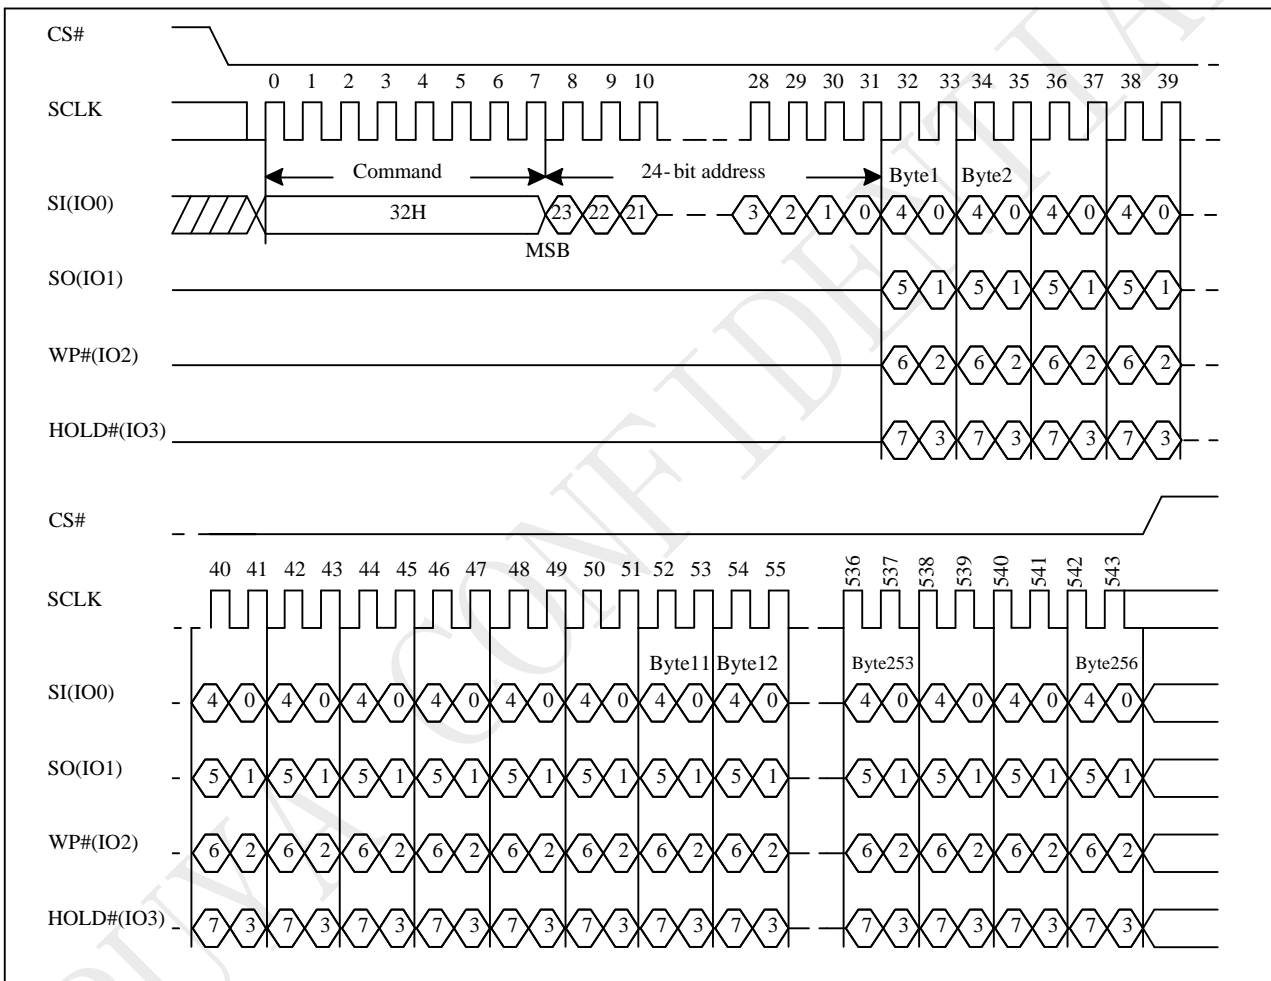 CS#
0 1 2 3 4 5 6 7 8 9 10 28 29 30 31 32 33 34 35 36 37 38 39
SCLK
Command 24-bit address Byte1 Byte2
SI(IO0) 32H 23 22 21 3 2 1 0 4 0 4 0 4 0 4 0
MSB
SO(IO1) 5 1 5 1 5 1 5 1
WP#(IO2) 6 2 6 2 6 2 6 2
HOLD#(IO3) 7 3 7 3 7 3 7 3
CS#
40 41 42 43 44 45 46 47 48 49 50 51 52 53 54 55 536 537 538 539 540 541 542 543
SCLK
Byte11 Byte12 Byte253 Byte256
SI(IO0) 4 0 4 0 4 0 4 0 4 0 4 0 4 0 4 0 4 0 4 0 4 0 4 0
SO(IO1) 5 1 5 1 5 1 5 1 5 1 5 1 5 1 5 1 5 1 5 1 5 1 5 1
WP#(IO2) 6 2 6 2 6 2 6 2 6 2 6 2 6 2 6 2 6 2 6 2 6 2 6 2
HOLD#(IO3) 7 3 7 3 7 3 7 3 7 3 7 3 7 3 7 3 7 3 7 3 7 3 7 3
PUYA CONFIDENTIAL